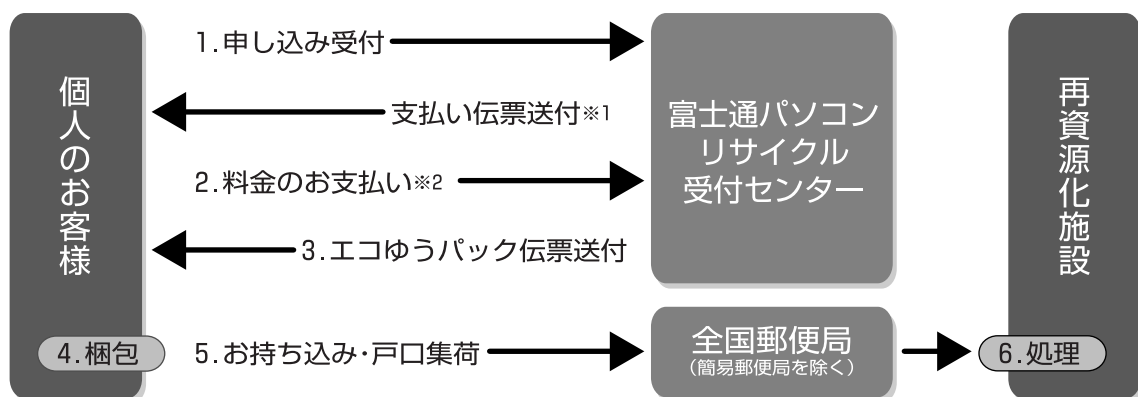 個人のお客様
1.申し込み受付
支払い伝票送付※1
2.料金のお支払い※2
3.エコゆうパック伝票送付
富士通パソコン
リサイクル
受付センター
4.梱包
5.お持ち込み・戸口集荷
全国郵便局
(簡易郵便局を除く)
再資源化施設
6.処理